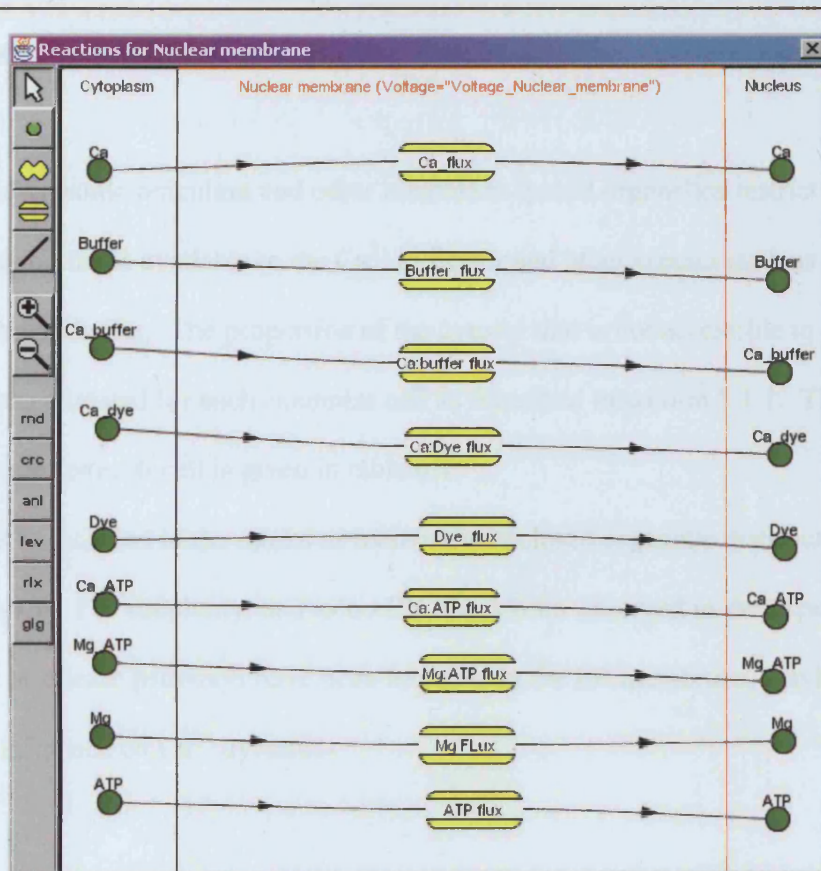 Reactions for Nuclear membrane
Cytoplasm Nuclear membrane (Voltage="Voltage_Nuclear_membrane") Nucleus
Ca Ca_flux Ca
Buffer Buffer_flux Buffer
Ca_buffer Ca:buffer flux Ca_buffer
Ca_dye Ca:Dye flux Ca_dye
Dye Dye_flux Dye
Ca_ATP Ca:ATP flux Ca_ATP
Mg_ATP Mg:ATP flux Mg_ATP
Mg Mg FLux Mg
ATP ATP flux ATP
rnd
crc
anl
lev
rlx
glg